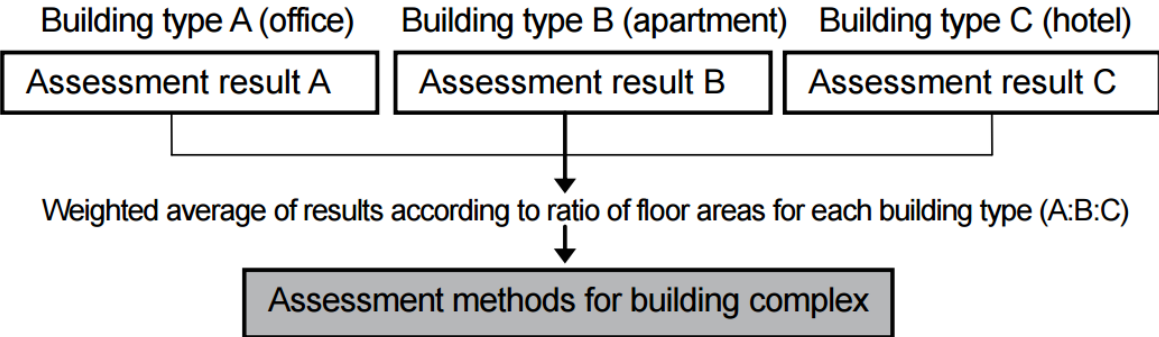 Building type A (office) Building type B (apartment) Building type C (hotel)
Assessment result A Assessment result B Assessment result C
Weighted average of results according to ratio of floor areas for each building type (A:B:C)
Assessment methods for building complex